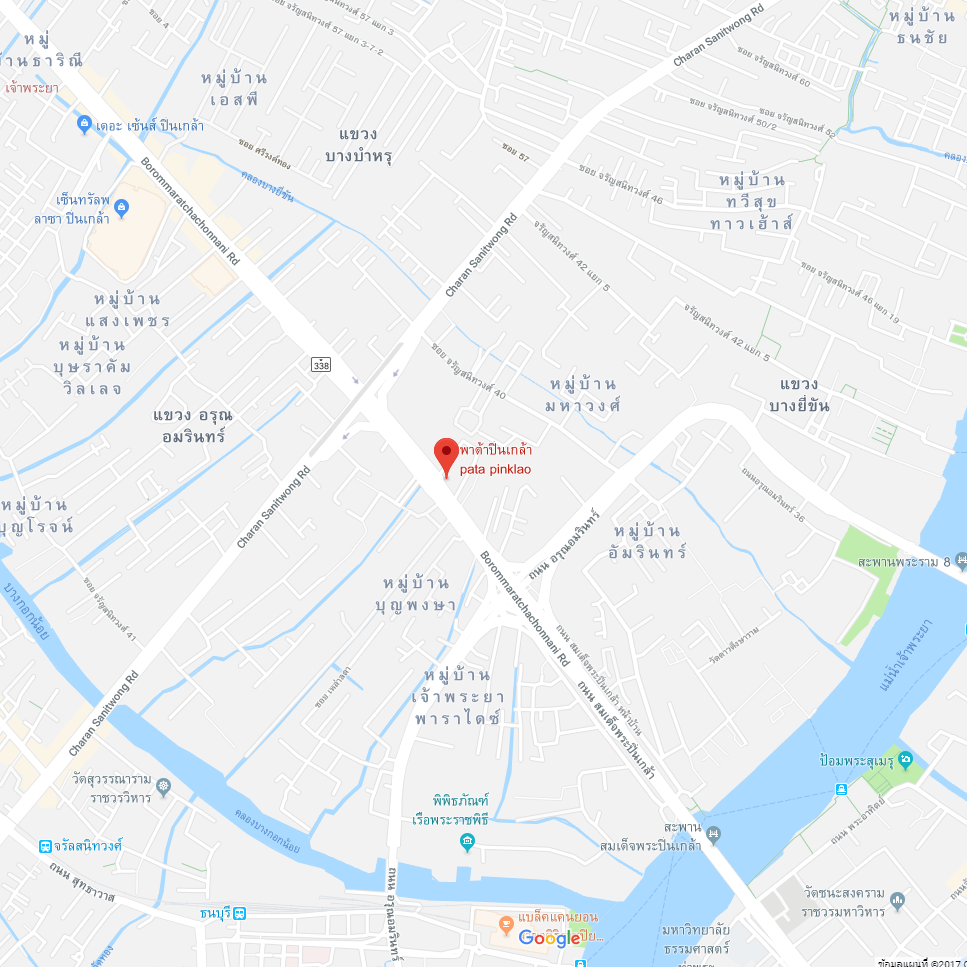 หมู่บ้าน
ธนชัย
ซอย 4
ซอย จรัญสนิทวงศ์ 57 แยก 3
ซอย จรัญสนิทวงศ์ 57 แยก 3-7-2
Charan Sanitwong Rd
หมู่
บ้านธาริณี
เจ้าพระยา
หมู่บ้าน
เอสพี
ซอย จรัญสนิทวงศ์ 60
ซอย จรัญสนิทวงศ์ 50/2
ซอย จรัญสนิทวงศ์ 52
เดอะ เซ้นส์ ปิ่นเกล้า
แขวง
บางบำหรุ
ซอย ศรีวงค์ทอง
ซอย 57
คลองบางยี่ขัน
Borommaratchachonnani Rd
ซอย จรัญสนิทวงศ์ 46
หมู่บ้าน
ทวีสุข
ทาวเฮ้าส์
เซ็นทรัลพ
ลาซา ปิ่นเกล้า
Charan Sanitwong Rd
จรัญสนิทวงศ์ 42 แยก 5
ซอย จรัญสนิทวงศ์ 46 แยก 19
หมู่บ้าน
แสงเพชร
หมู่บ้าน
บุษราคัม
วิลเลจ
จรัญสนิทวงศ์ 42 แยก 5
338
ซอย จรัญสนิทวงศ์ 40
หมู่บ้าน
มหาวงศ์
แขวง
บางยี่ขัน
แขวง อรุณ
อมรินทร์
พาต้าปิ่นเกล้า
pata pinklao
Charan Sanitwong Rd
ถนนอรุณอมรินทร์ 36
หมู่บ้าน
บุญโรจน์
ถนน อรุณอมรินทร์
หมู่บ้าน
อัมรินทร์
สะพานพระราม 8
Borommaratchachonnani Rd
บางกอกน้อย
ซอย จรัญสนิทวงศ์ 41
หมู่บ้าน
บุญพงษา
วัดดาวดึงษาราม
แม่น้ำเจ้าพระยา
Charan Sanitwong Rd
ซอย เหล่าลดา
หมู่บ้าน
เจ้าพระยา
พาราไดซ์
ถนน สมเด็จพระปิ่นเกล้า หน้าบ้าน
ถนน สมเด็จพระปิ่นเกล้า
ป้อมพระสุเมรุ
วัดสุวรรณาราม
ราชวรวิหาร
คลองบางกอกน้อย
พิพิธภัณฑ์
เรือพระราชพิธี
สะพาน
สมเด็จพระปิ่นเกล้า
ถนน พระอาทิตย์
จรัลสนิทวงศ์
ถนน สุทธาวาส
ถนน อรุณอมรินทร์
วัดชนะสงคราม
ราชวรมหาวิหาร
ธนบุรี
แบล็คแคนยอน
Google
มหาวิทยาลัย
ธรรมศาสตร์
ข้อมูลแผนที่ ©2017